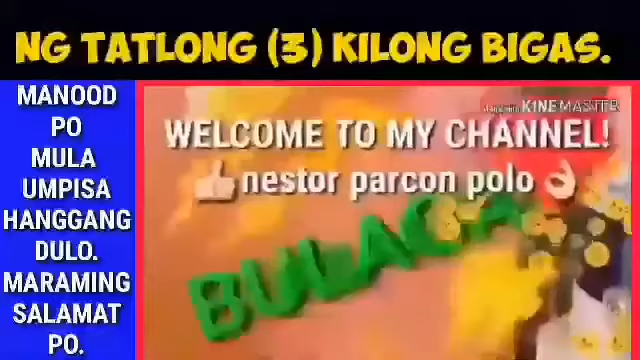 NG TATLONG (3) KILONG BIGAS.
MANOOD
PO
MULA
UMPISA
HANGGANG
DULO.
MARAMING
SALAMAT
PO.
KINEMASTER
WELCOME TO MY CHANNEL!
👍nestor parcon polo👌
BULAGA